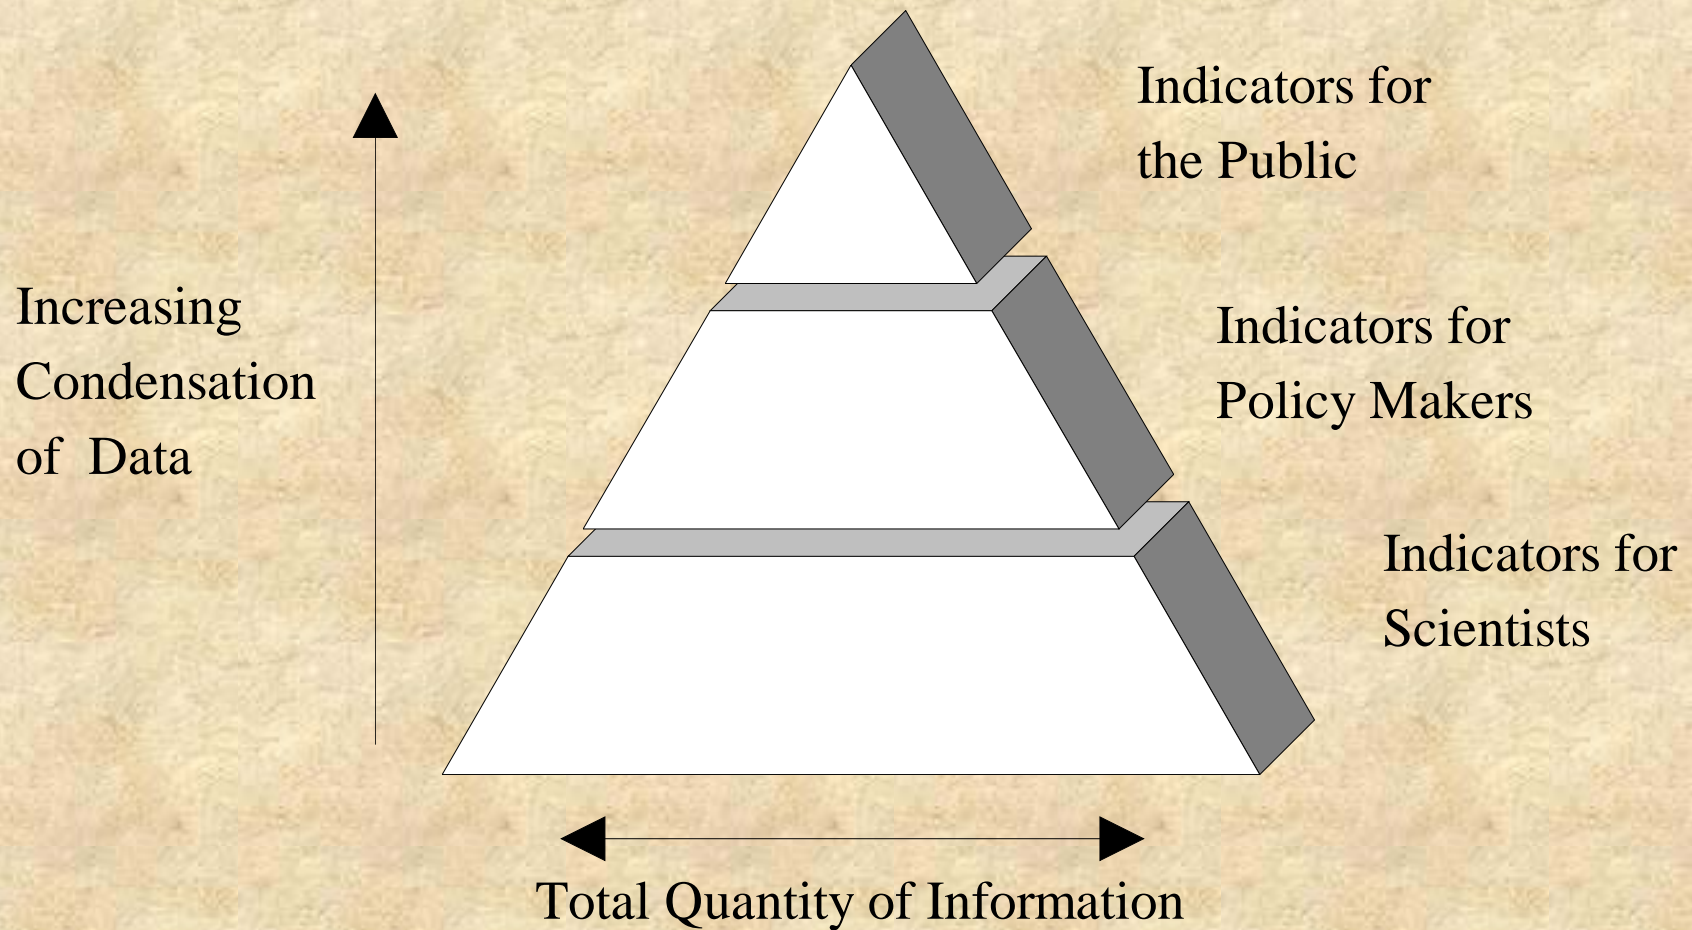 Indicators for
the Public
Increasing
Condensation
of  Data
Indicators for
Policy Makers
Indicators for
Scientists
Total Quantity of Information